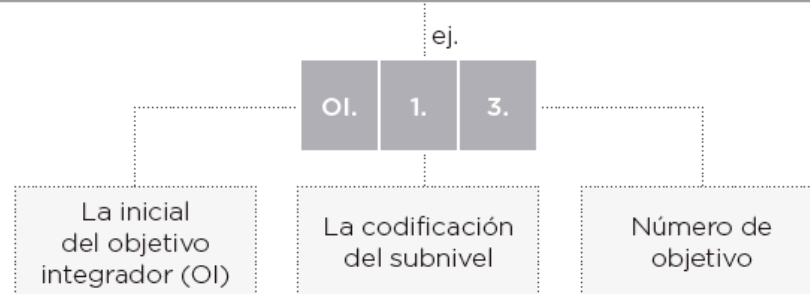 ej.
OI. 1. 3.
La inicial
del objetivo
integrador (OI)
La codificación
del subnivel
Número de
objetivo